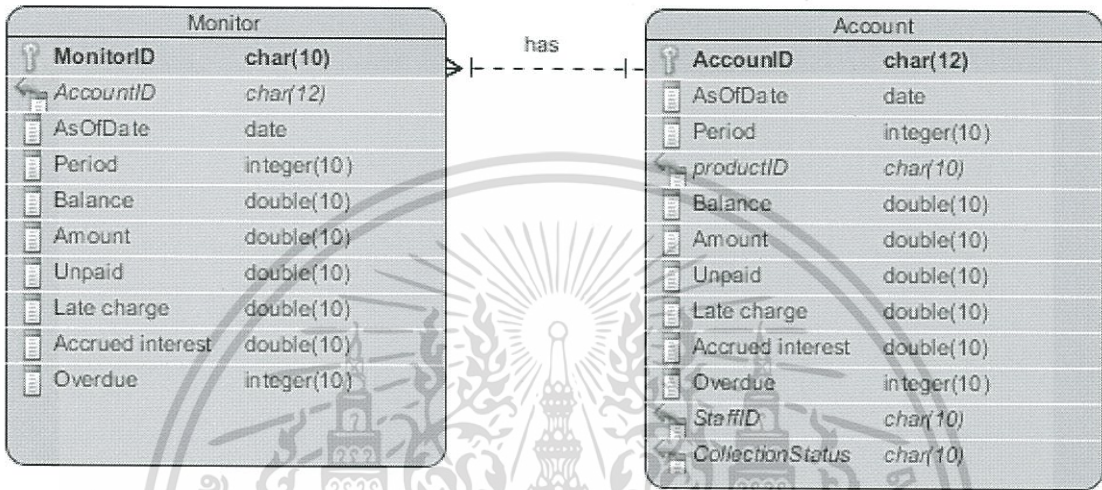 Monitor
MonitorID char(10)
AccountID char(12)
AsOfDate date
Period integer(10)
Balance double(10)
Amount double(10)
Unpaid double(10)
Late charge double(10)
Accrued interest double(10)
Overdue integer(10)
has
Account
AccounID char(12)
AsOfDate date
Period integer(10)
productID char(10)
Balance double(10)
Amount double(10)
Unpaid double(10)
Late charge double(10)
Accrued interest double(10)
Overdue integer(10)
StaffID char(10)
CollectionStatus char(10)